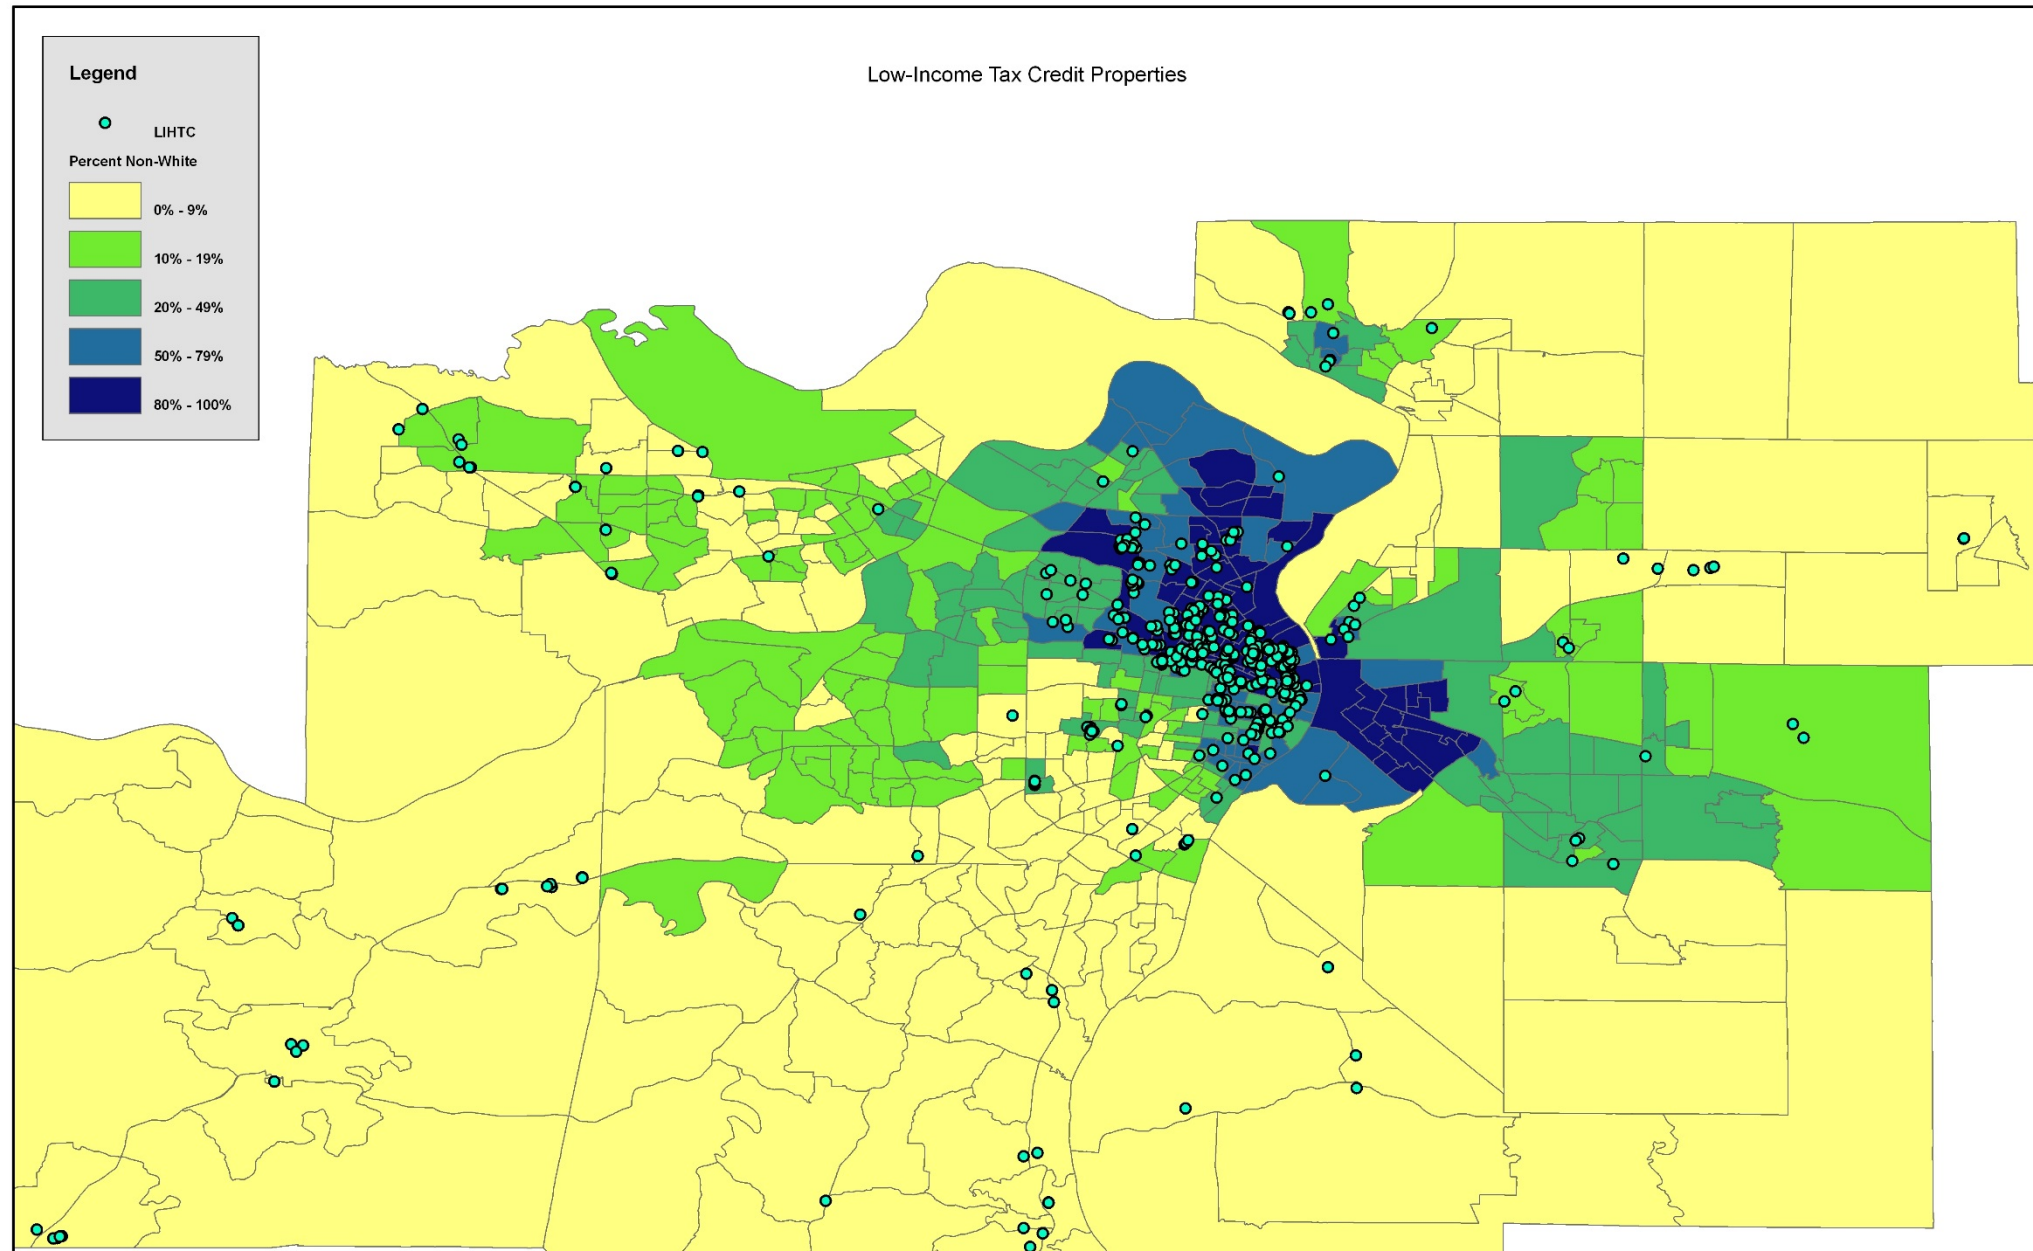 Low-Income Tax Credit Properties
Legend
LIHTC
Percent Non-White
0% - 9%
10% - 19%
20% - 49%
50% - 79%
80% - 100%